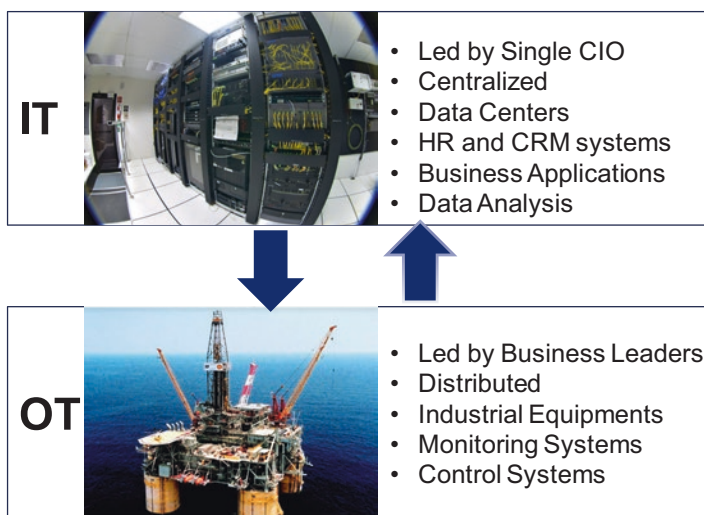 IT
• Led by Single CIO
• Centralized
• Data Centers
• HR and CRM systems
• Business Applications
• Data Analysis
OT
• Led by Business Leaders
• Distributed
• Industrial Equipments
• Monitoring Systems
• Control Systems